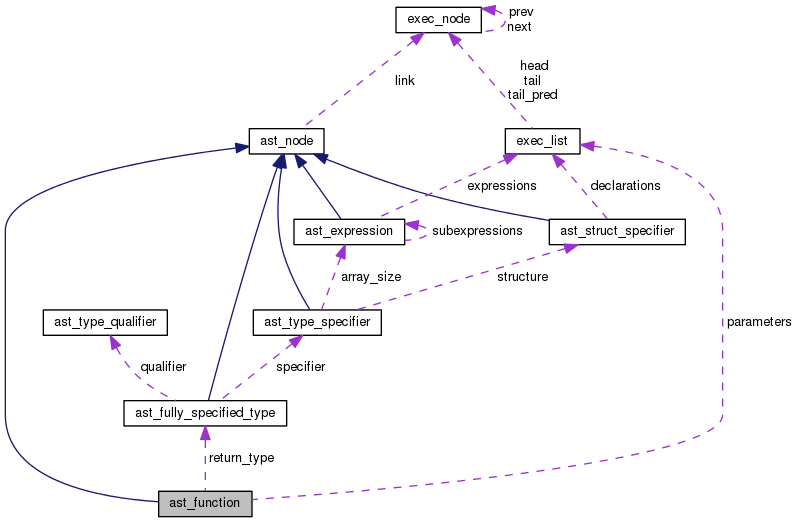 exec_node
prev
next
head
tail
tail_pred
link
ast_node
exec_list
expressions
declarations
ast_expression
subexpressions
ast_struct_specifier
array_size
structure
ast_type_qualifier
ast_type_specifier
parameters
qualifier
specifier
ast_fully_specified_type
return_type
ast_function